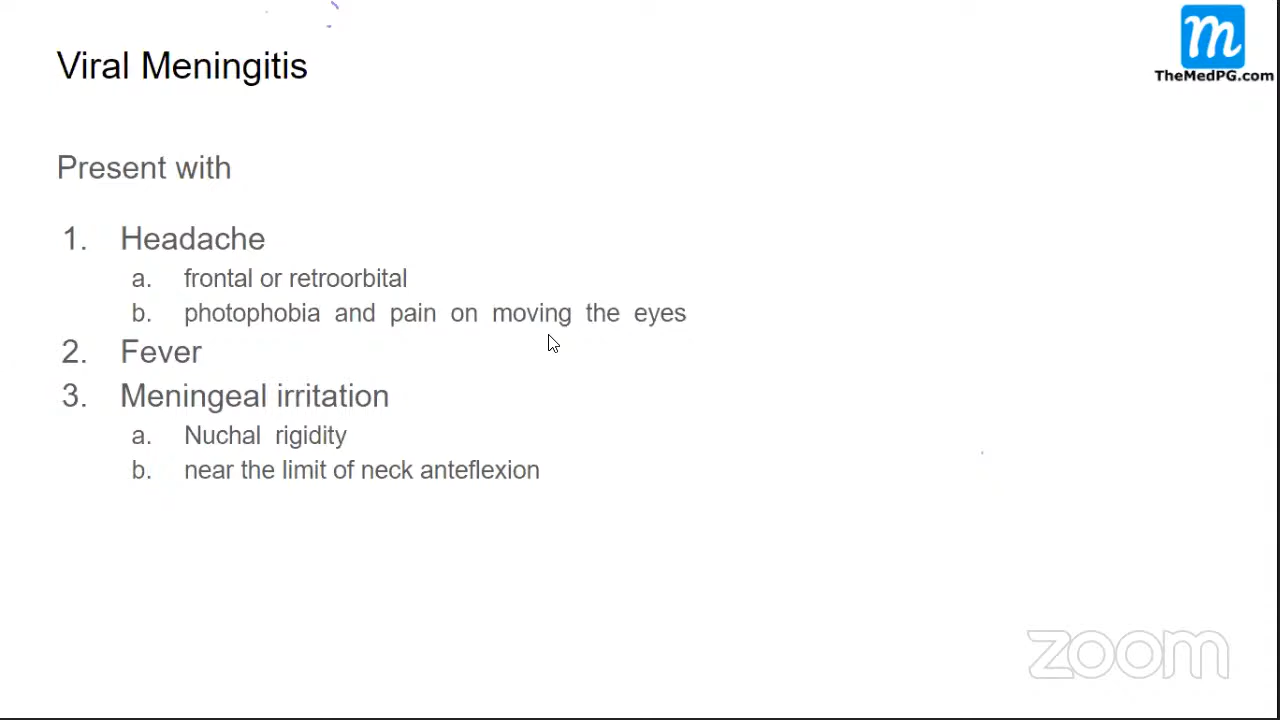 Viral Meningitis
m
TheMedPG.com
Present with
1. Headache
a. frontal or retroorbital
b. photophobia and pain on moving the eyes
2. Fever
3. Meningeal irritation
a. Nuchal rigidity
b. near the limit of neck anteflexion
zoom